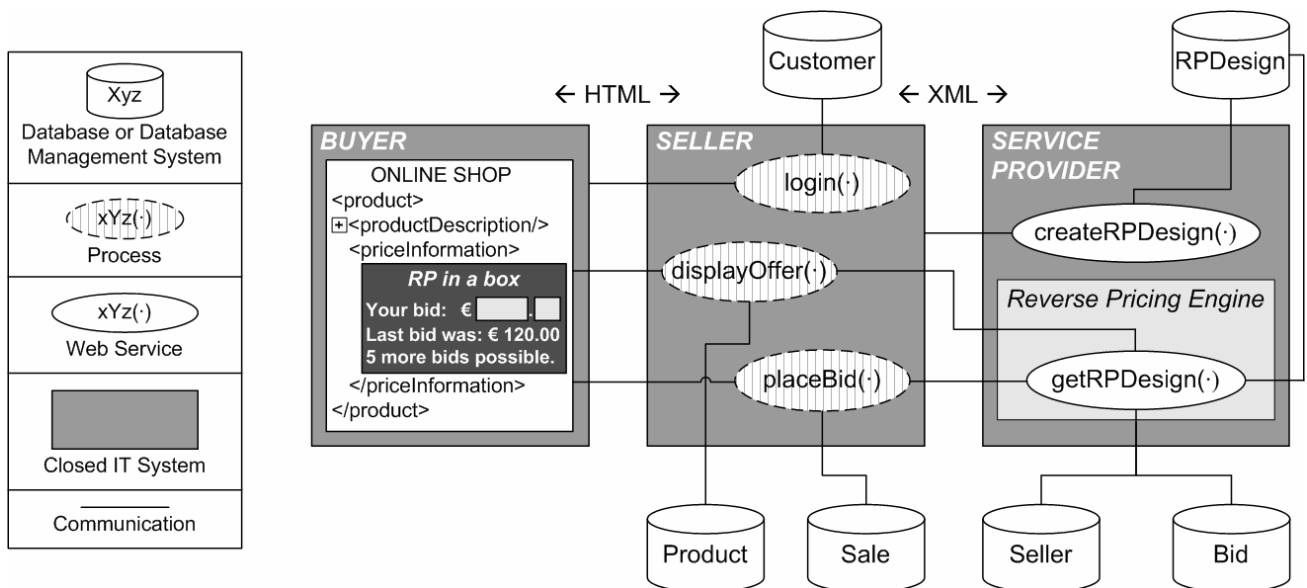 Xyz
Database or Database
Management System
xYz(·)
Process
xYz(·)
Web Service
Closed IT System
Communication
Customer
RPDesign
← HTML →
← XML →
BUYER
ONLINE SHOP
<product>
+<productDescription/>
<priceInformation>
RP in a box
Your bid: € .
Last bid was: € 120.00
5 more bids possible.
</priceInformation>
</product>
SELLER
login(·)
displayOffer(·)
placeBid(·)
SERVICE
PROVIDER
createRPDesign(·)
Reverse Pricing Engine
getRPDesign(·)
Product
Sale
Seller
Bid